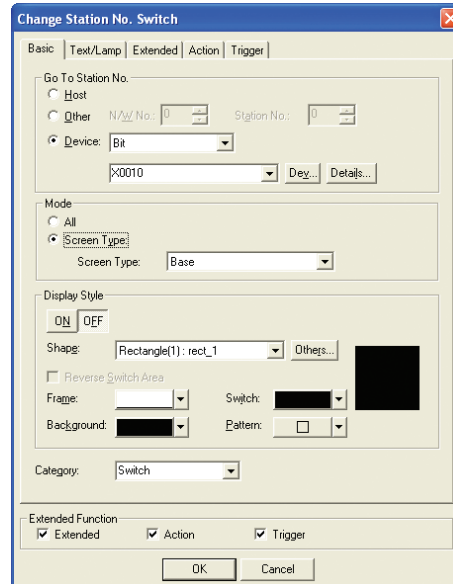 Change Station No. Switch
Basic Text/Lamp Extended Action Trigger
Go To Station No.
Host
Other N/W No.: 0 Station No.: 0
Device: Bit
X0010 Dev... Details...
Mode
All
Screen Type:
Screen Type: Base
Display Style
ON OFF
Shape: Rectangle(1) : rect_1 Others...
Reverse Switch Area
Frame: Switch:
Background: Pattern:
Category: Switch
Extended Function
Extended Action Trigger
OK Cancel